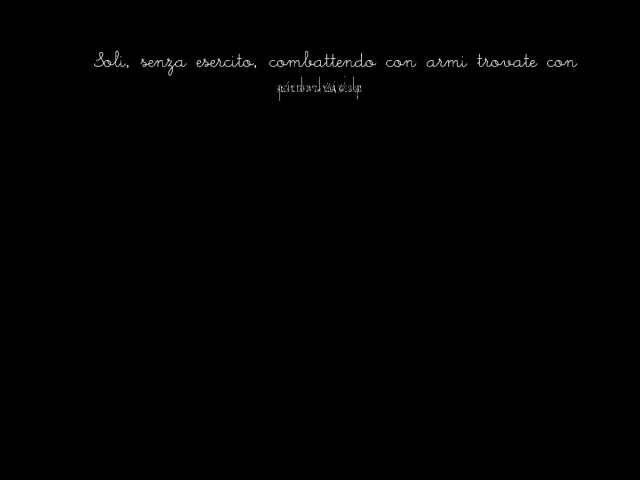 Soli, senza esercito, combattendo con armi trovate con